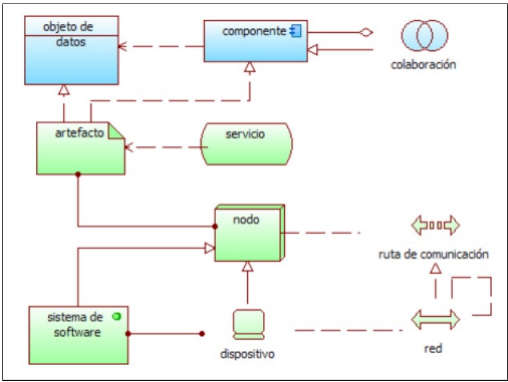 objeto de
datos
componente
colaboración
artefacto
servicio
nodo
ruta de comunicación
sistema de
software
dispositivo
red